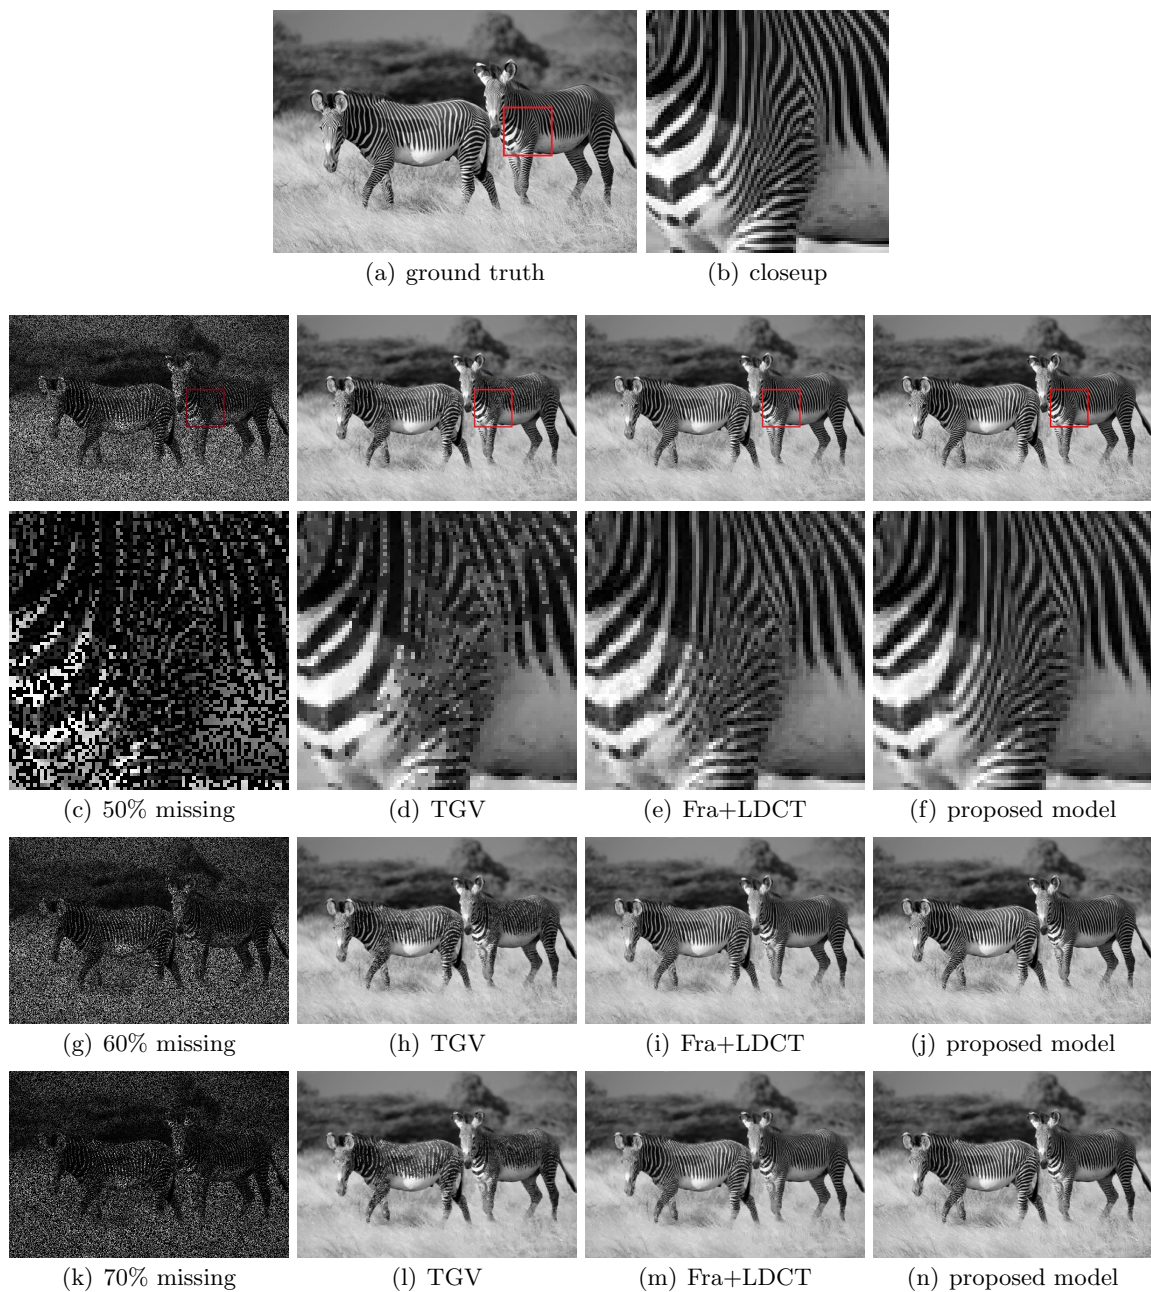 (a) ground truth
(b) closeup
(c) 50% missing
(d) TGV
(e) Fra+LDCT
(f) proposed model
(g) 60% missing
(h) TGV
(i) Fra+LDCT
(j) proposed model
(k) 70% missing
(l) TGV
(m) Fra+LDCT
(n) proposed model